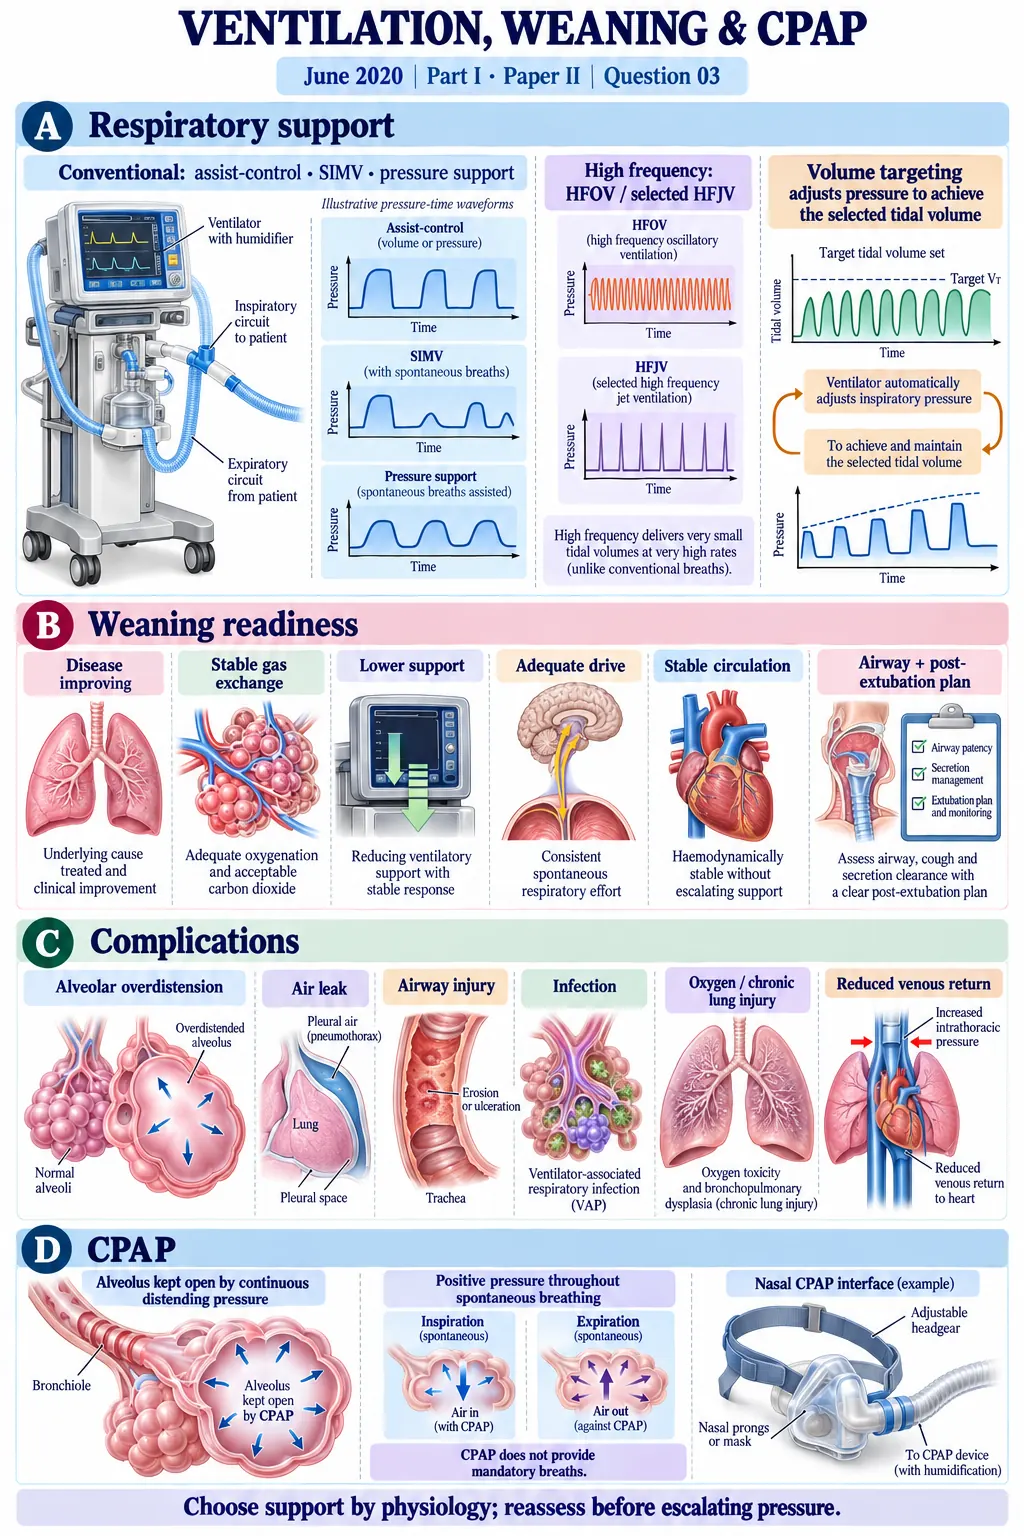 VENTILATION, WEANING & CPAP
June 2020 | Part I · Paper II | Question 03
A Respiratory support
Conventional: assist-control · SIMV · pressure support
Ventilator
with humidifier
Inspiratory
circuit
to patient
Expiratory
circuit
from patient
Illustrative pressure-time waveforms
Assist-control
(volume or pressure)
Pressure
Time
SIMV
(with spontaneous breaths)
Pressure
Time
Pressure support
(spontaneous breaths assisted)
Pressure
Time
High frequency:
HFOV / selected HFJV
HFOV
(high frequency oscillatory
ventilation)
Pressure
Time
HFJV
(selected high frequency
jet ventilation)
Pressure
Time
High frequency delivers very small
tidal volumes at very high rates
(unlike conventional breaths).
Volume targeting
adjusts pressure to achieve
the selected tidal volume
Target tidal volume set
Target VT
Tidal volume
Time
Ventilator automatically
adjusts inspiratory pressure
To achieve and maintain
the selected tidal volume
Pressure
Time
B Weaning readiness
Disease
improving
Underlying cause
treated and
clinical improvement
Stable gas
exchange
Adequate oxygenation
and acceptable
carbon dioxide
Lower support
Reducing ventilatory
support with
stable response
Adequate drive
Consistent
spontaneous
respiratory effort
Stable circulation
Haemodynamically
stable without
escalating support
Airway + post-
extubation plan
Airway patency
Secretion
management
Extubation plan
and monitoring
Assess airway, cough and
secretion clearance with
a clear post-extubation plan
C Complications
Alveolar overdistension
Overdistended
alveolus
Normal
alveoli
Air leak
Pleural air
(pneumothorax)
Lung
Pleural space
Airway injury
Erosion
or ulceration
Trachea
Infection
Ventilator-associated
respiratory infection
(VAP)
Oxygen / chronic
lung injury
Oxygen toxicity
and bronchopulmonary
dysplasia (chronic lung injury)
Reduced venous return
Increased
intrathoracic
pressure
Reduced
venous return
to heart
D CPAP
Alveolus kept open by continuous
distending pressure
Bronchiole
Alveolus
kept open
by CPAP
Positive pressure throughout
spontaneous breathing
Inspiration
(spontaneous)
Air in
(with CPAP)
Expiration
(spontaneous)
Air out
(against CPAP)
CPAP does not provide
mandatory breaths.
Nasal CPAP interface (example)
Adjustable
headgear
Nasal prongs
or mask
To CPAP device
(with humidification)
Choose support by physiology; reassess before escalating pressure.